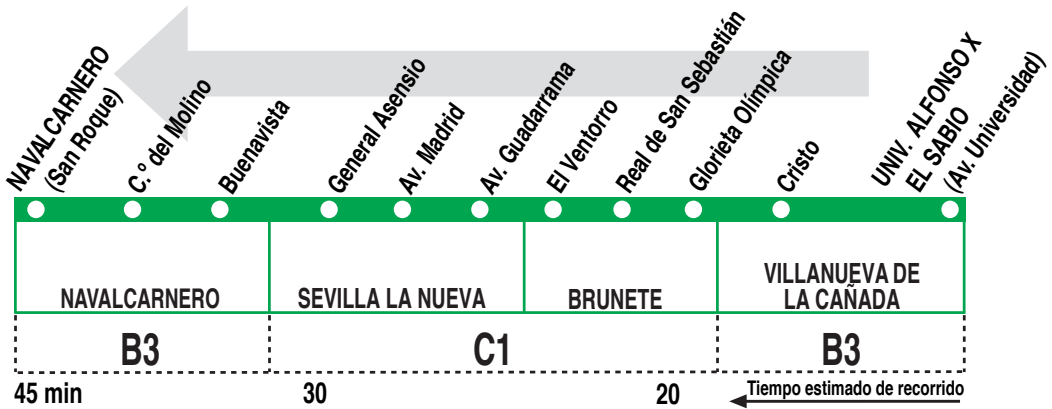 NAVALCARNERO
(San Roque)
C.º del Molino
Buenavista
General Asensio
Av. Madrid
Av. Guadarrama
El Ventorro
Real de San Sebastián
Glorieta Olímpica
Cristo
UNIV. ALFONSO X
EL SABIO
(Av. Universidad)
NAVALCARNERO
SEVILLA LA NUEVA
BRUNETE
VILLANUEVA DE
LA CAÑADA
B3
C1
B3
45 min
30
20
Tiempo estimado de recorrido